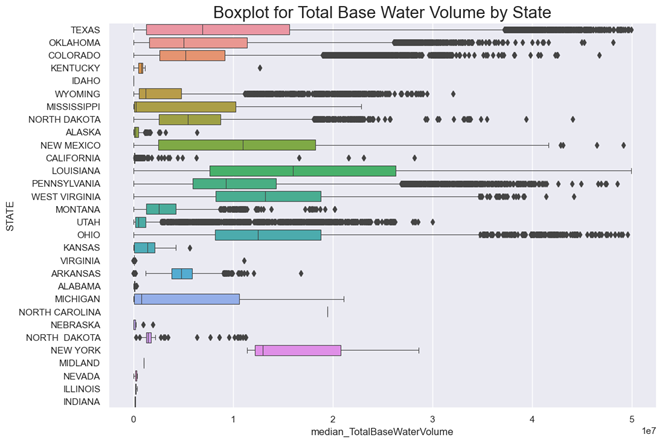 Boxplot for Total Base Water Volume by State
STATE
TEXAS
OKLAHOMA
COLORADO
KENTUCKY
IDAHO
WYOMING
MISSISSIPPI
NORTH DAKOTA
ALASKA
NEW MEXICO
CALIFORNIA
LOUISIANA
PENNSYLVANIA
WEST VIRGINIA
MONTANA
UTAH
OHIO
KANSAS
VIRGINIA
ARKANSAS
ALABAMA
MICHIGAN
NORTH CAROLINA
NEBRASKA
NORTH  DAKOTA
NEW YORK
MIDLAND
NEVADA
ILLINOIS
INDIANA
0 1 2 3 4 5
1e7
median_TotalBaseWaterVolume